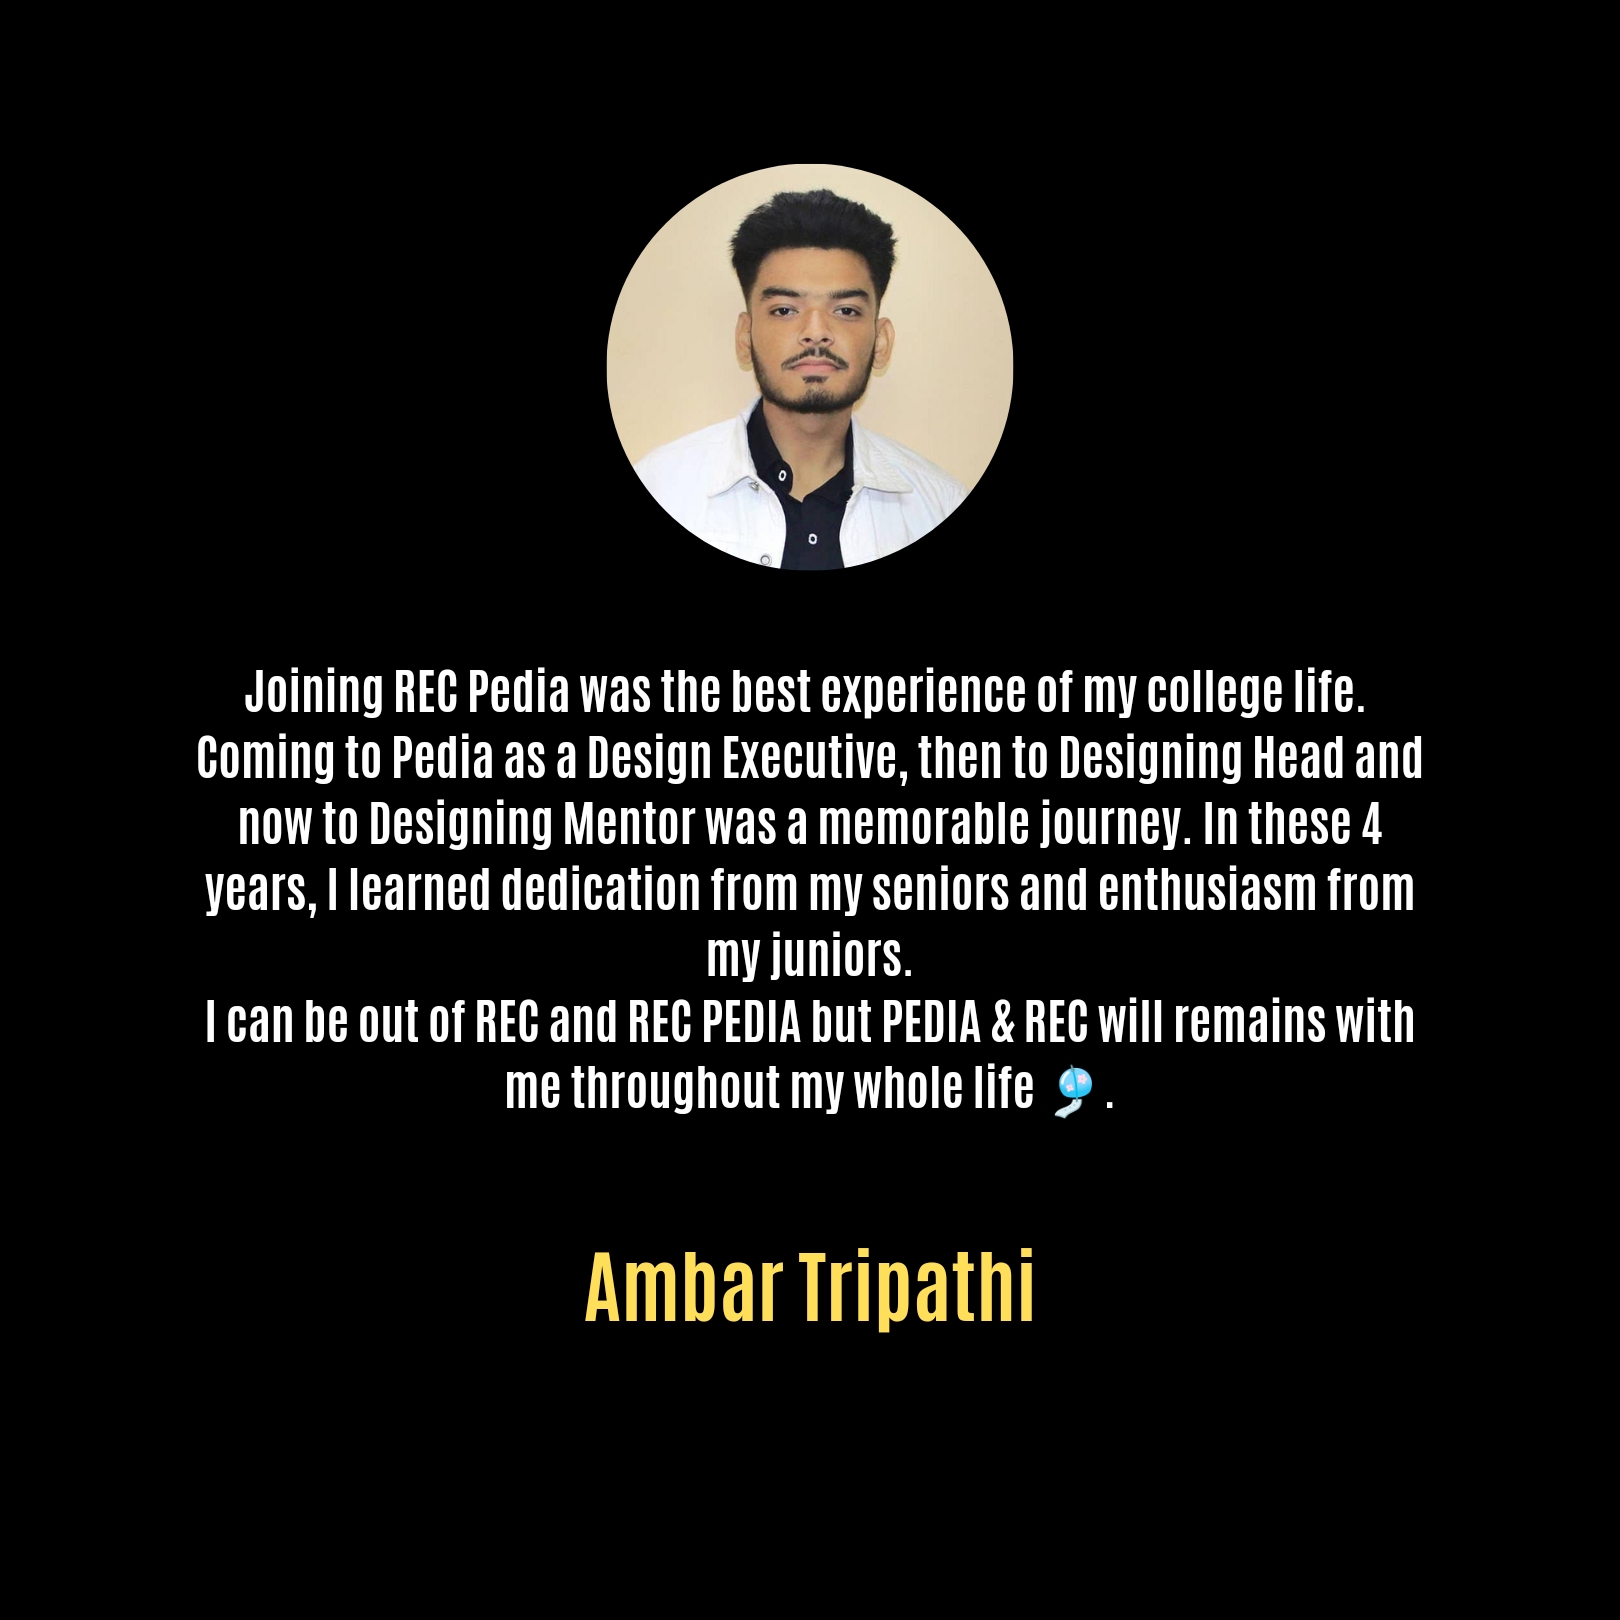 Joining REC Pedia was the best experience of my college life.
Coming to Pedia as a Design Executive, then to Designing Head and
now to Designing Mentor was a memorable journey. In these 4
years, I learned dedication from my seniors and enthusiasm from
my juniors.
I can be out of REC and REC PEDIA but PEDIA & REC will remains with
me throughout my whole life 🎐.
Ambar Tripathi